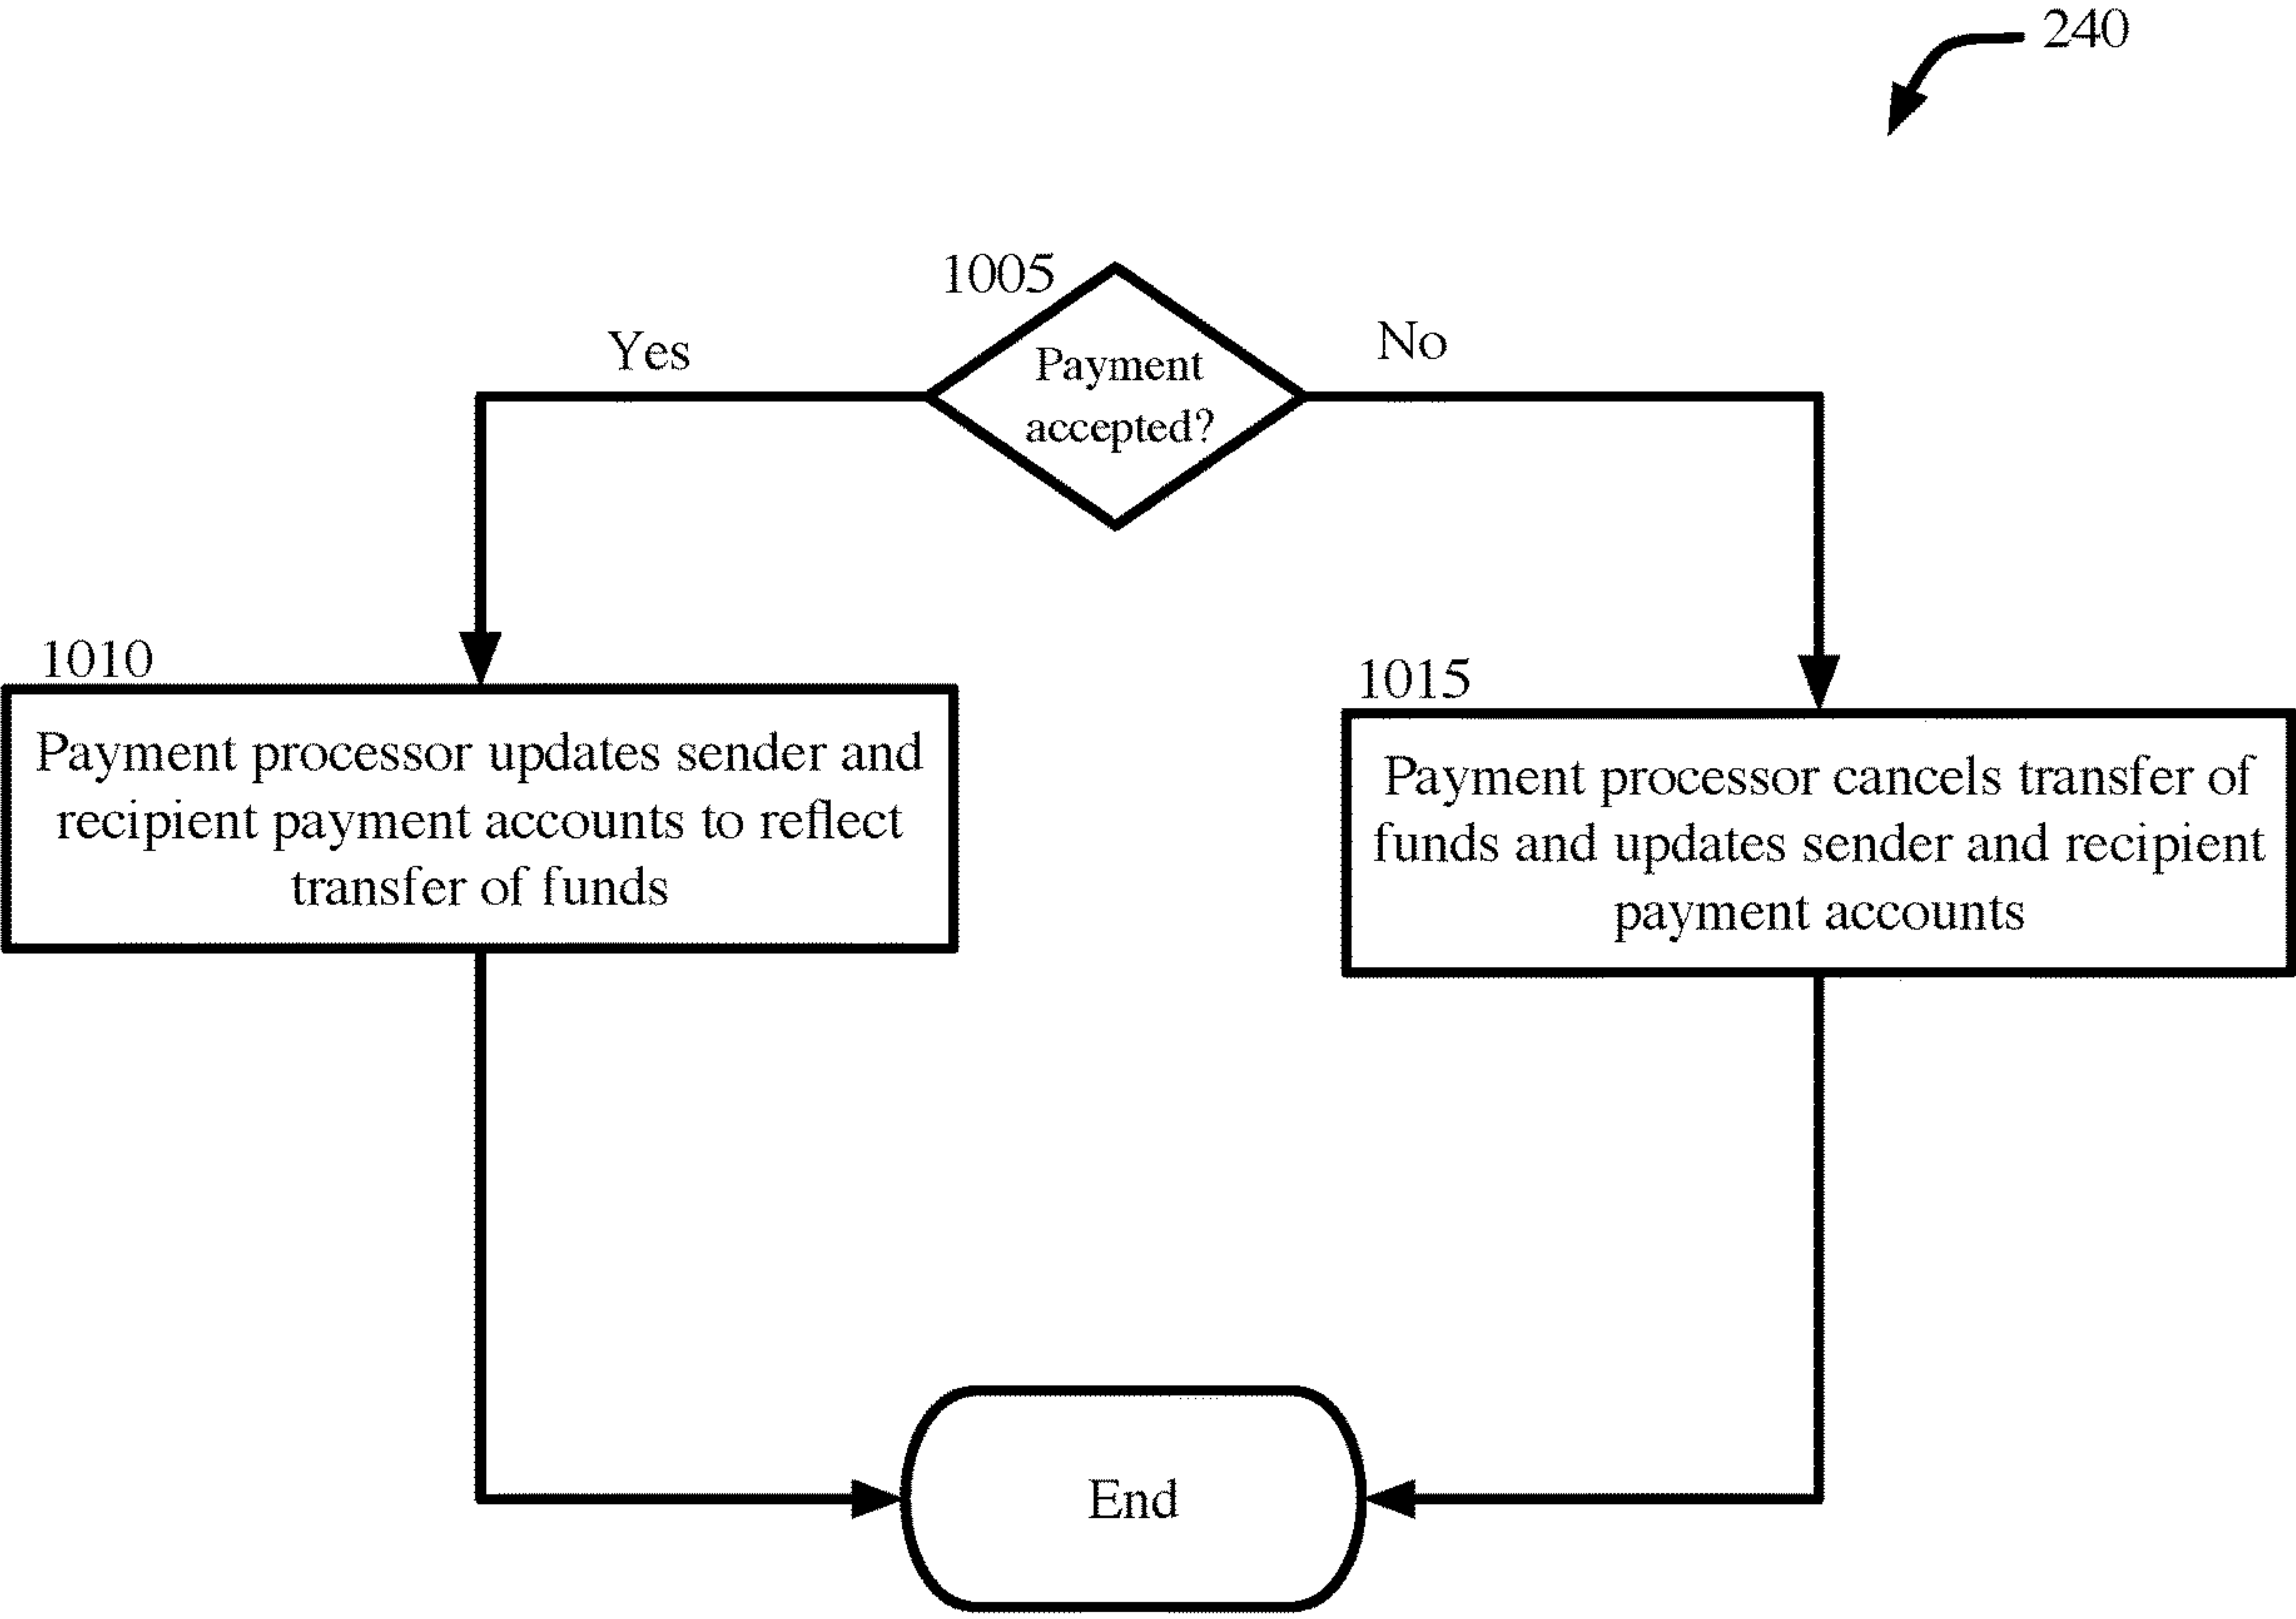 240
1005
Yes
No
Payment
accepted?
1010
Payment processor updates sender and
recipient payment accounts to reflect
transfer of funds
1015
Payment processor cancels transfer of
funds and updates sender and recipient
payment accounts
End